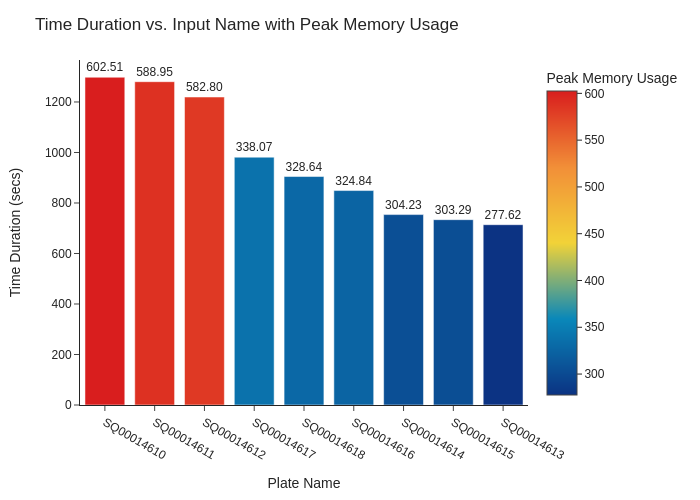 Time Duration vs. Input Name with Peak Memory Usage
602.51
588.95
582.80
338.07
328.64
324.84
304.23
303.29
277.62
Time Duration (secs)
1200
1000
800
600
400
200
0
SQ00014610
SQ00014611
SQ00014612
SQ00014617
SQ00014618
SQ00014616
SQ00014614
SQ00014615
SQ00014613
Plate Name
Peak Memory Usage
600
550
500
450
400
350
300